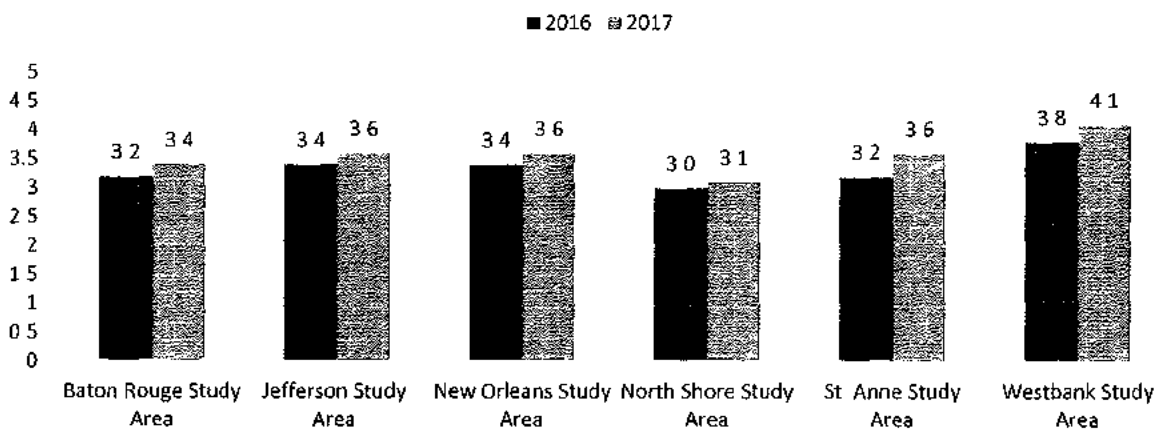 2016 2017
5
4 5
4
3.5
3
2 5
2
1 5
1
0 5
0
3 2
3 4
3 4
3 6
3 4
3 6
3 0
3 1
3 2
3 6
3 8
4 1
Baton Rouge Study
Area
Jefferson Study
Area
New Orleans Study
Area
North Shore Study
Area
St Anne Study
Area
Westbank Study
Area